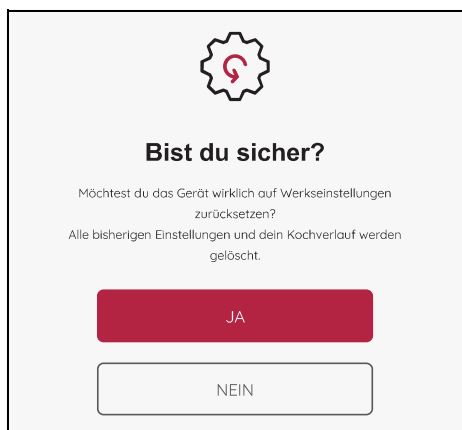 Bist du sicher?
Möchtest du das Gerät wirklich auf Werkseinstellungen
zurücksetzen?
Alle bisherigen Einstellungen und dein Kochverlauf werden
gelöscht.
JA
NEIN